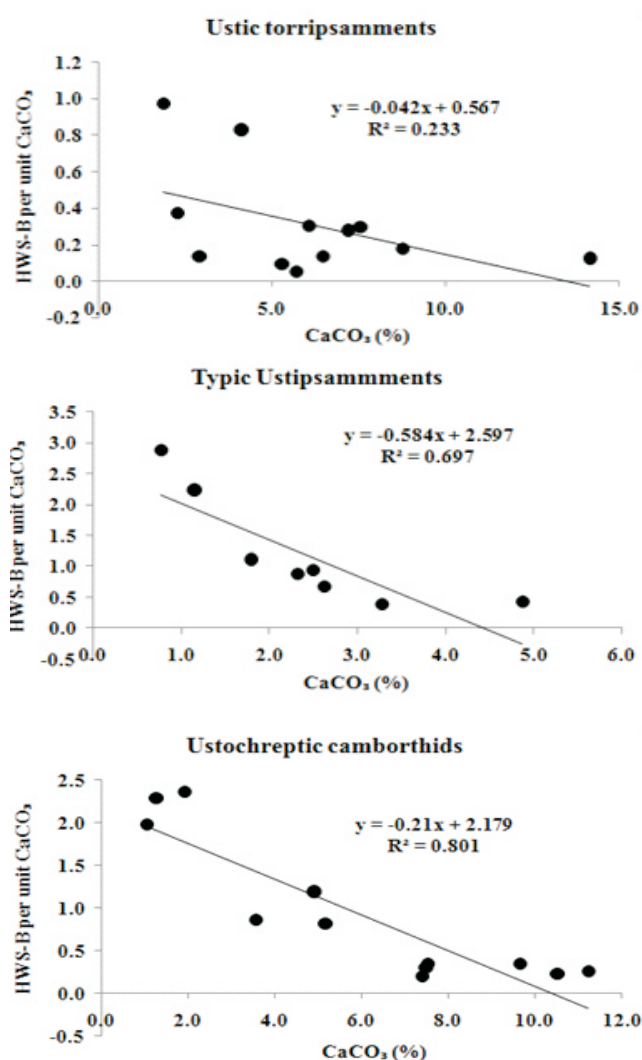 Ustic torripsamments
1.2
1.0
0.8
0.6
0.4
0.2
0.0
-0.2
HWS-Bper unit CaCO₃
y = -0.042x + 0.567
R² = 0.233
0.0 5.0 10.0 15.0
CaCO₃ (%)
Typic Ustipsammments
3.5
3.0
2.5
2.0
1.5
1.0
0.5
0.0
-0.5
HWS-Bper unit CaCO₃
y = -0.584x + 2.597
R² = 0.697
0.0 1.0 2.0 3.0 4.0 5.0 6.0
CaCO₃ (%)
Ustochreptic camborthids
2.5
2.0
1.5
1.0
0.5
0.0
-0.5
HWS-Bper unit CaCO₃
y = -0.21x + 2.179
R² = 0.801
0.0 2.0 4.0 6.0 8.0 10.0 12.0
CaCO₃ (%)